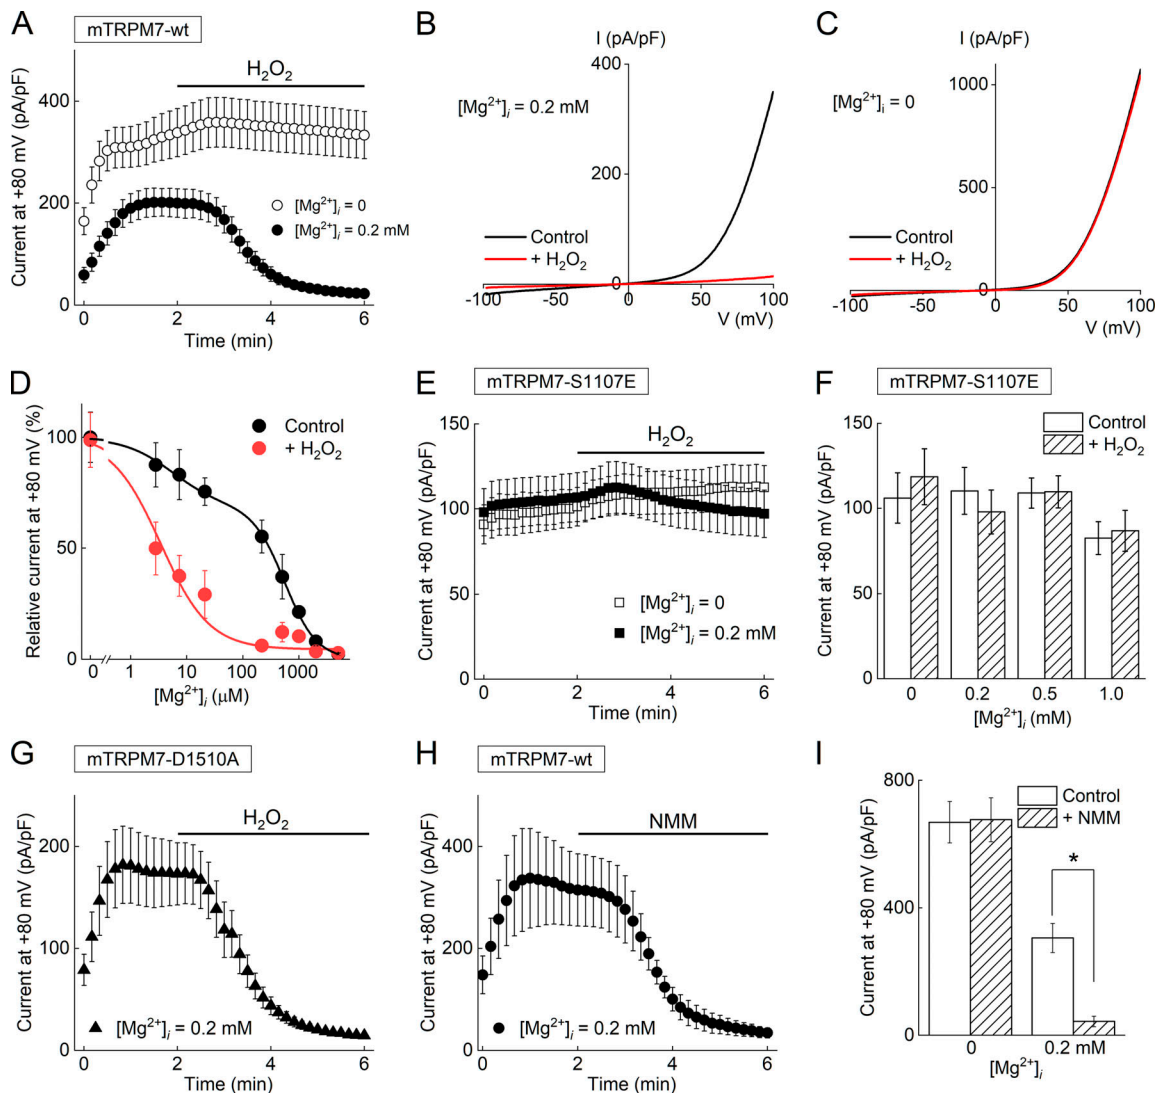 A
mTRPM7-wt
Current at +80 mV (pA/pF)
400
200
0
H2O2
[Mg2+]i = 0
[Mg2+]i = 0.2 mM
0 2 4 6
Time (min)
B
I (pA/pF)
400
[Mg2+]i = 0.2 mM
200
Control
+ H2O2
-100 -50 0 50 100
V (mV)
C
I (pA/pF)
1000
[Mg2+]i = 0
500
Control
+ H2O2
-100 -50 0 50 100
V (mV)
D
Relative current at +80 mV (%)
100
50
0
Control
+ H2O2
0 1 10 100 1000
[Mg2+]i (μM)
E
mTRPM7-S1107E
Current at +80 mV (pA/pF)
150
100
50
0
H2O2
[Mg2+]i = 0
[Mg2+]i = 0.2 mM
0 2 4 6
Time (min)
F
mTRPM7-S1107E
Current at +80 mV (pA/pF)
150
100
50
0
Control
+ H2O2
0 0.2 0.5 1.0
[Mg2+]i (mM)
G
mTRPM7-D1510A
Current at +80 mV (pA/pF)
200
100
0
H2O2
[Mg2+]i = 0.2 mM
0 2 4 6
Time (min)
H
mTRPM7-wt
Current at +80 mV (pA/pF)
400
200
0
NMM
[Mg2+]i = 0.2 mM
0 2 4 6
Time (min)
I
Current at +80 mV (pA/pF)
800
400
0
Control
+ NMM
*
0 0.2 mM
[Mg2+]i